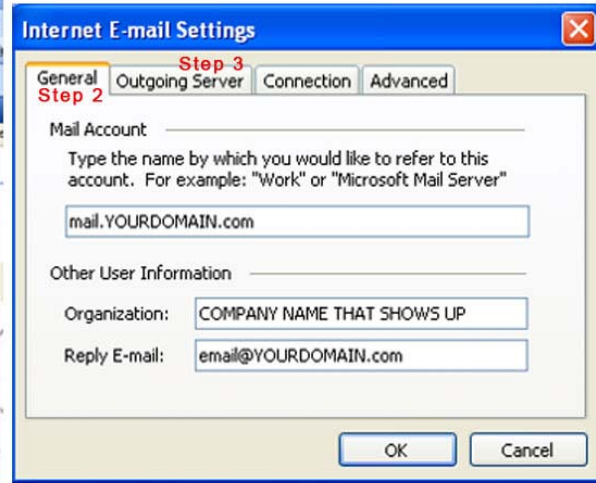 Internet E-mail Settings
Step 3
General Outgoing Server Connection Advanced
Step 2
Mail Account
Type the name by which you would like to refer to this
account. For example: "Work" or "Microsoft Mail Server"
mail.YOURDOMAIN.com
Other User Information
Organization: COMPANY NAME THAT SHOWS UP
Reply E-mail: email@YOURDOMAIN.com
OK Cancel